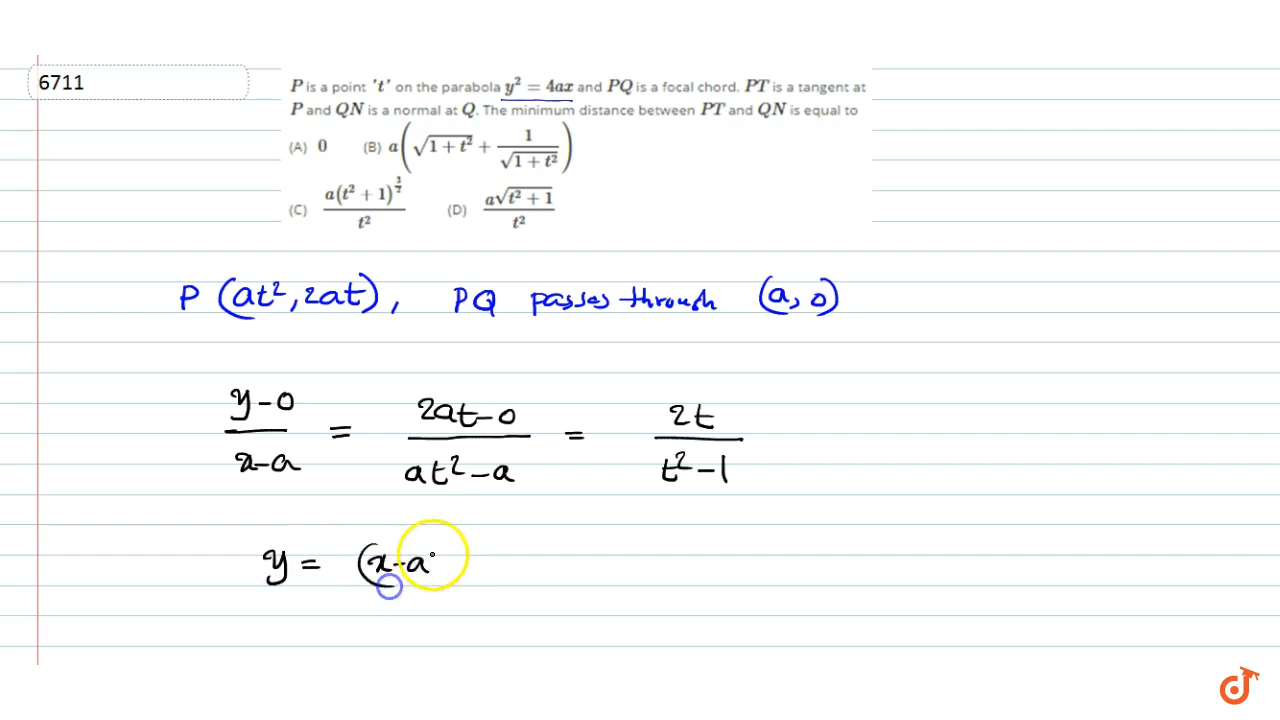 6711
P is a point 't' on the parabola y² = 4ax and PQ is a focal chord. PT is a tangent at
P and QN is a normal at Q. The minimum distance between PT and QN is equal to
(A) 0 (B) a(√(1 + t²) + 1/√(1 + t²))
(C) a(t² + 1)^(3/2) / t² (D) a√(t² + 1) / t²
P (at², 2at), PQ passes through (a, 0)
(y-0)/(x-a) = (2at-0)/(at²-a) = 2t/(t²-1)
y = (x-a